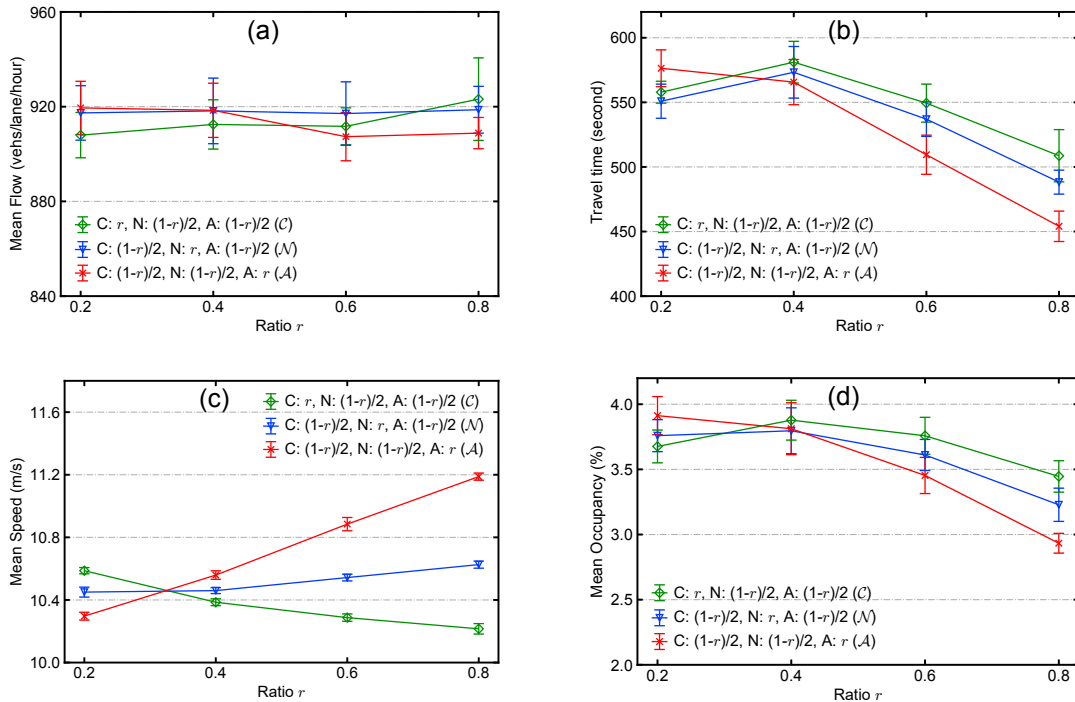 (a)
960
920
880
840
Mean Flow (vehs/lane/hour)
C: r, N: (1-r)/2, A: (1-r)/2 (𝒞)
C: (1-r)/2, N: r, A: (1-r)/2 (𝒩)
C: (1-r)/2, N: (1-r)/2, A: r (𝒜)
0.2 0.4 0.6 0.8
Ratio r
(b)
600
550
500
450
400
Travel time (second)
C: r, N: (1-r)/2, A: (1-r)/2 (𝒞)
C: (1-r)/2, N: r, A: (1-r)/2 (𝒩)
C: (1-r)/2, N: (1-r)/2, A: r (𝒜)
0.2 0.4 0.6 0.8
Ratio r
(c)
C: r, N: (1-r)/2, A: (1-r)/2 (𝒞)
C: (1-r)/2, N: r, A: (1-r)/2 (𝒩)
C: (1-r)/2, N: (1-r)/2, A: r (𝒜)
11.6
11.2
10.8
10.4
10.0
Mean Speed (m/s)
0.2 0.4 0.6 0.8
Ratio r
(d)
4.0
3.5
3.0
2.5
2.0
Mean Occupancy (%)
C: r, N: (1-r)/2, A: (1-r)/2 (𝒞)
C: (1-r)/2, N: r, A: (1-r)/2 (𝒩)
C: (1-r)/2, N: (1-r)/2, A: r (𝒜)
0.2 0.4 0.6 0.8
Ratio r